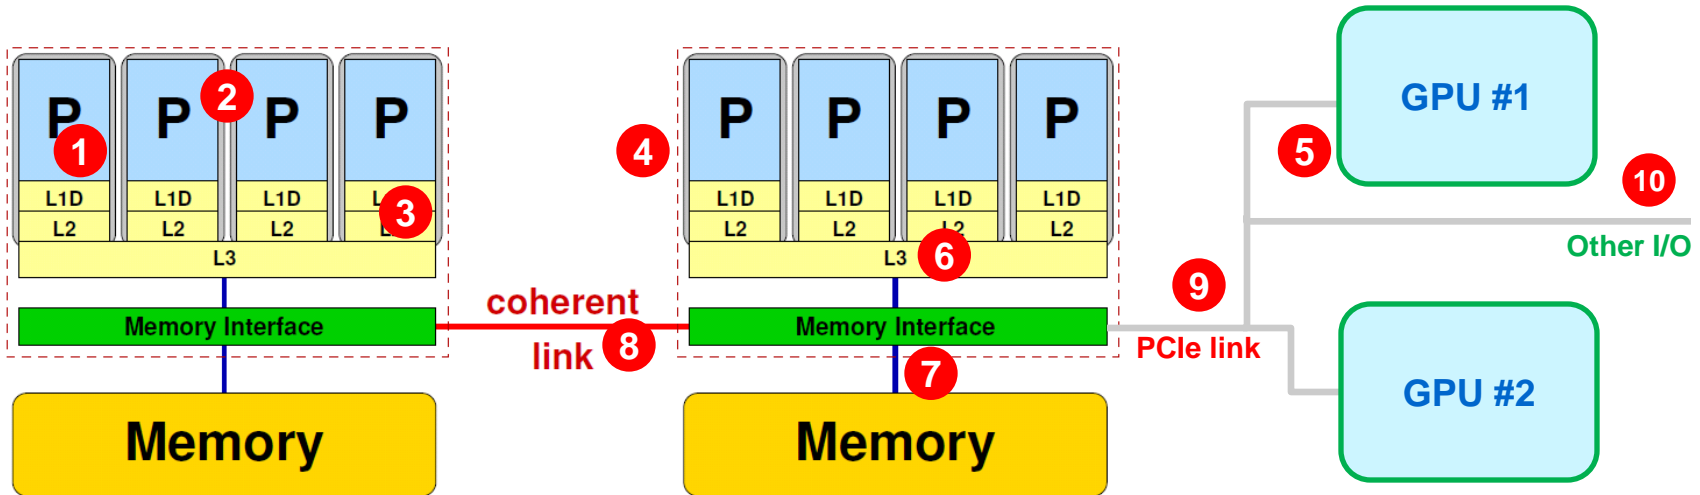 P P P P
1
2
L1D L1D L1D
3
L2 L2 L2
L3
Memory Interface
Memory
coherent
link
8
4
P P P P
L1D L1D L1D L1D
L2 L2 L2 L2
L3
6
Memory Interface
7
Memory
9
PCIe link
5
GPU #1
10
Other I/O
GPU #2